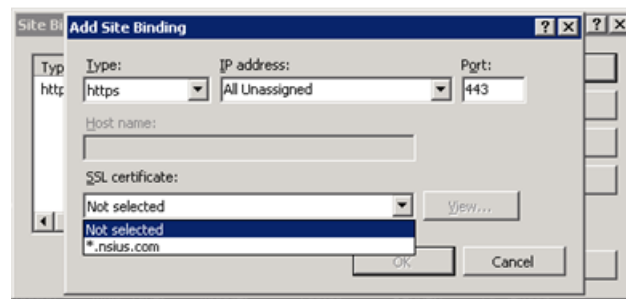 Site Bi
Add Site Binding
Typ
http
Type:
IP address:
Port:
https
All Unassigned
443
Host name:
SSL certificate:
Not selected
View...
Not selected
*.nsius.com
OK
Cancel